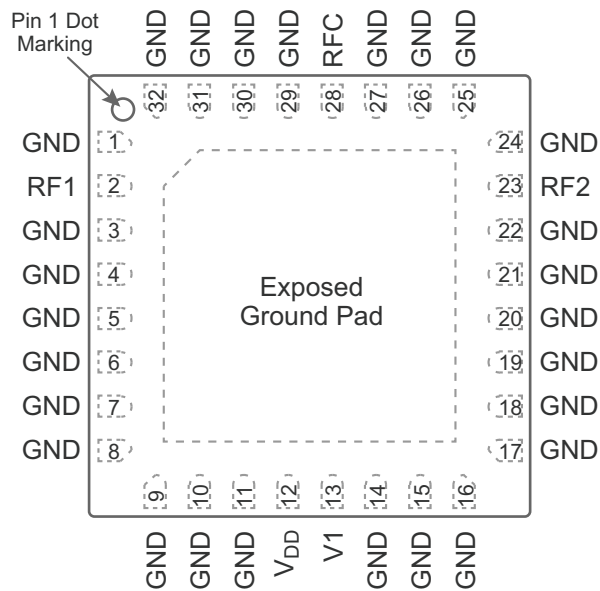 Pin 1 Dot
Marking
GND
GND
GND
GND
RFC
GND
GND
GND
32
31
30
29
28
27
26
25
GND 1
RF1 2
GND 3
GND 4
GND 5
GND 6
GND 7
GND 8
Exposed
Ground Pad
24 GND
23 RF2
22 GND
21 GND
20 GND
19 GND
18 GND
17 GND
9
10
11
12
13
14
15
16
GND
GND
GND
VDD
V1
GND
GND
GND